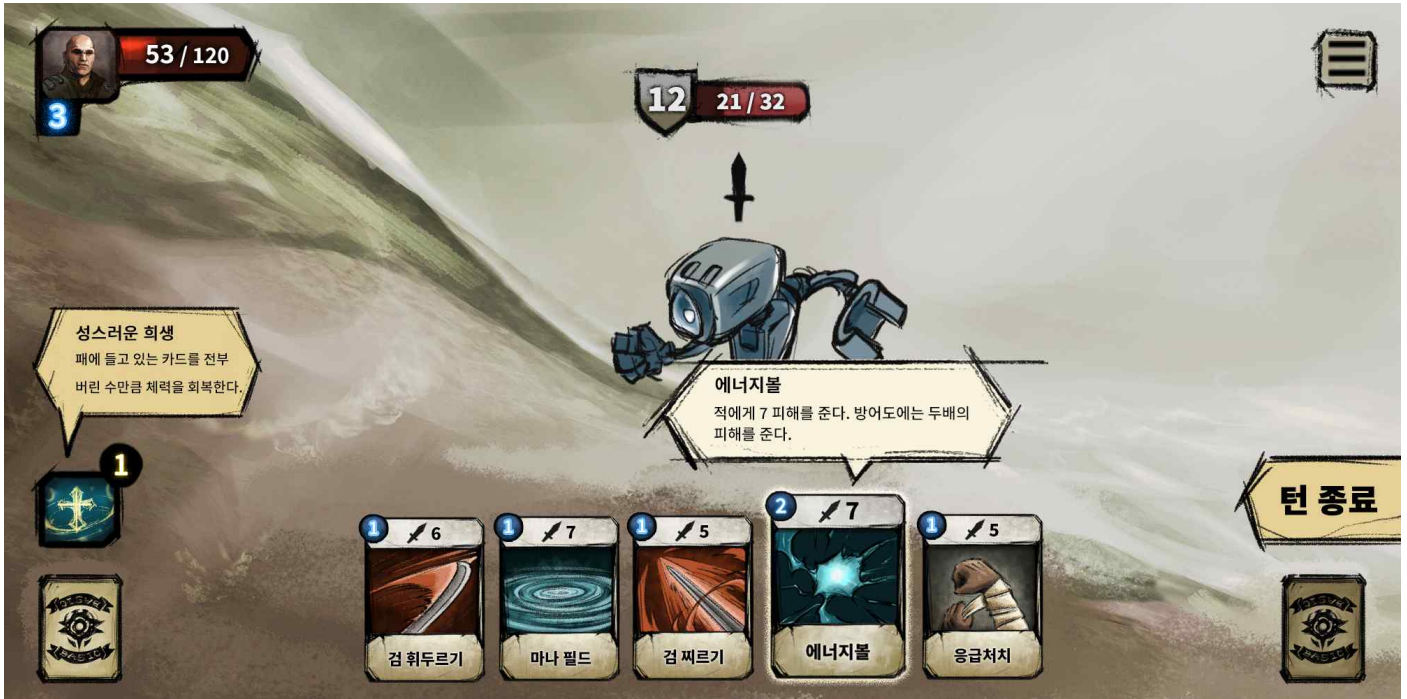 53 / 120
3
12
21 / 32
성스러운 희생
패에 들고 있는 카드를 전부
버린 수만큼 체력을 회복한다.
1
에너지볼
적에게 7 피해를 준다. 방어도에는 두배의
피해를 준다.
턴 종료
1 6
검 휘두르기
1 7
마나 필드
1 5
검 찌르기
2 7
에너지볼
1 5
응급처치
BASIC
BASIC